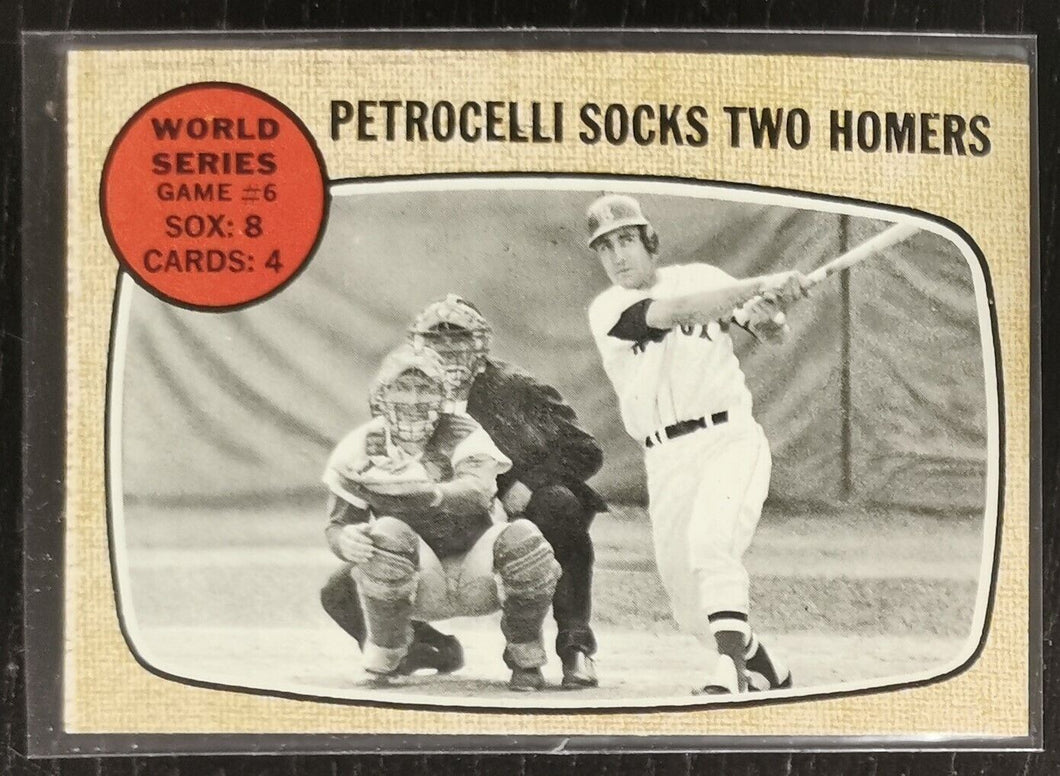 PETROCELLI SOCKS TWO HOMERS
WORLD
SERIES
GAME #6
SOX: 8
CARDS: 4